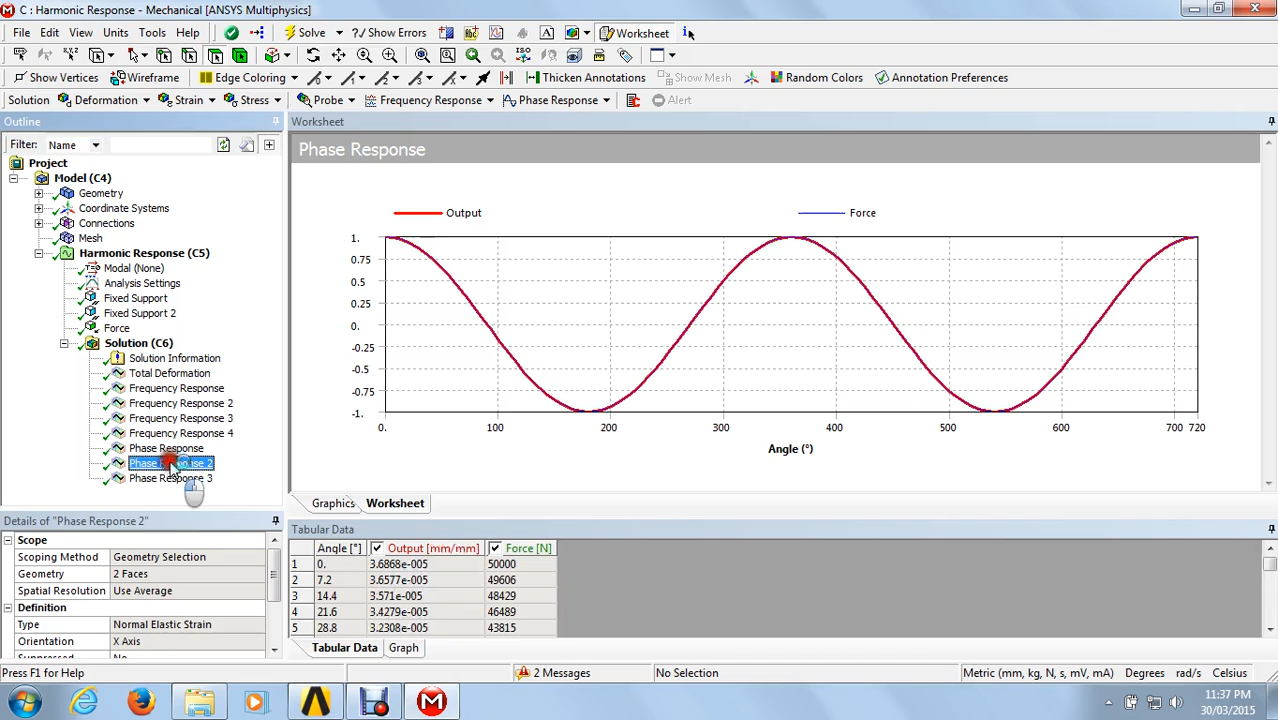 C : Harmonic Response - Mechanical [ANSYS Multiphysics]
File Edit View Units Tools Help Solve ?/ Show Errors Worksheet
Show Vertices Wireframe Edge Coloring Thicken Annotations Show Mesh Random Colors Annotation Preferences
Solution Deformation Strain Stress Probe Frequency Response Phase Response Alert
Outline
Filter: Name
Project
Model (C4)
Geometry
Coordinate Systems
Connections
Mesh
Harmonic Response (C5)
Modal (None)
Analysis Settings
Fixed Support
Fixed Support 2
Force
Solution (C6)
Solution Information
Total Deformation
Frequency Response
Frequency Response 2
Frequency Response 3
Frequency Response 4
Phase Response
Phase Response 2
Phase Response 3
Details of "Phase Response 2"
Scope
Scoping Method Geometry Selection
Geometry 2 Faces
Spatial Resolution Use Average
Definition
Type Normal Elastic Strain
Orientation X Axis
Suppressed No
Worksheet
Phase Response
Output Force
1.
0.75
0.5
0.25
0.
-0.25
-0.5
-0.75
-1.
0. 100 200 300 400 500 600 700 720
Angle (°)
Graphics Worksheet
Tabular Data
Angle [°] Output [mm/mm] Force [N]
1 0. 3.6868e-005 50000
2 7.2 3.6577e-005 49606
3 14.4 3.571e-005 48429
4 21.6 3.4279e-005 46489
5 28.8 3.2308e-005 43815
Tabular Data Graph
Press F1 for Help 2 Messages No Selection Metric (mm, kg, N, s, mV, mA) Degrees rad/s Celsius
11:37 PM
30/03/2015